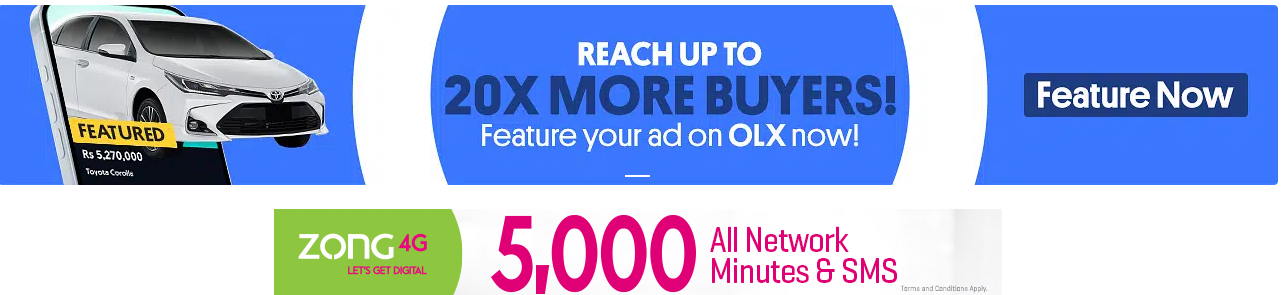 REACH UP TO
20X MORE BUYERS!
Feature your ad on OLX now!
Feature Now
FEATURED
Rs 5,270,000
Toyota Corolla
ZONG 4G
LET'S GET DIGITAL
5,000
All Network
Minutes & SMS
Terms and Conditions Apply.